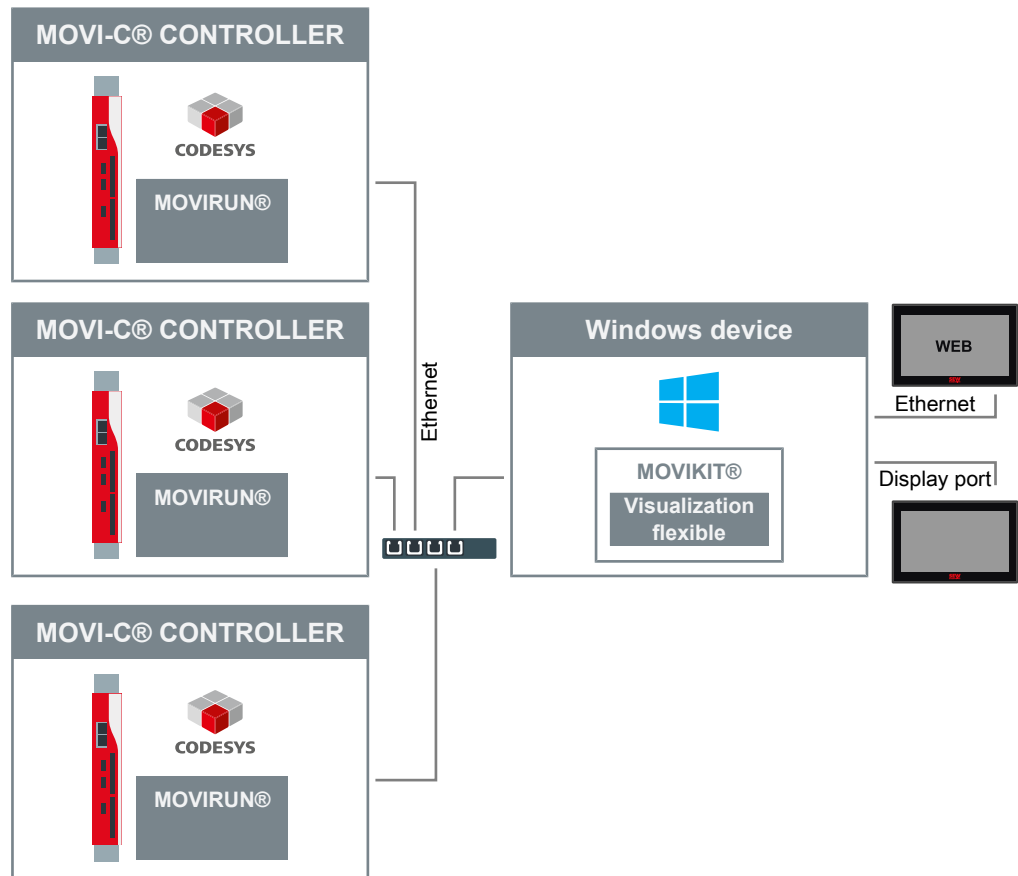 MOVI-C® CONTROLLER
CODESYS
MOVIRUN®
MOVI-C® CONTROLLER
CODESYS
MOVIRUN®
MOVI-C® CONTROLLER
CODESYS
MOVIRUN®
Ethernet
Windows device
MOVIKIT®
Visualization
flexible
WEB
Ethernet
Display port